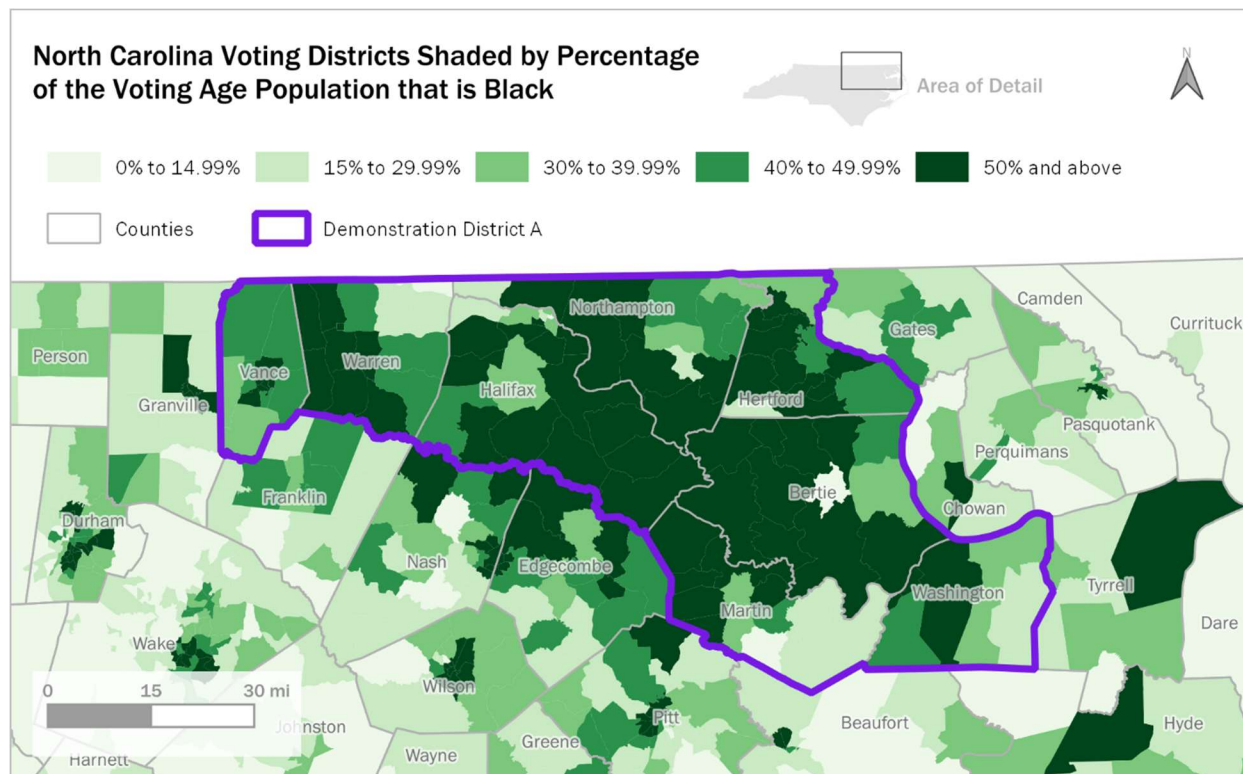 North Carolina Voting Districts Shaded by Percentage
of the Voting Age Population that is Black
N
Area of Detail
0% to 14.99%
15% to 29.99%
30% to 39.99%
40% to 49.99%
50% and above
Counties
Demonstration District A
Northampton
Camden
Gates
Currituck
Person
Vance
Warren
Halifax
Hertford
Granville
Pasquotank
Perquimans
Franklin
Bertie
Chowan
Durham
Nash
Edgecombe
Washington
Tyrrell
Martin
Dare
Wake
Wilson
0 15 30 mi
Johnston
Pitt
Beaufort
Hyde
Greene
Wayne
Harnett